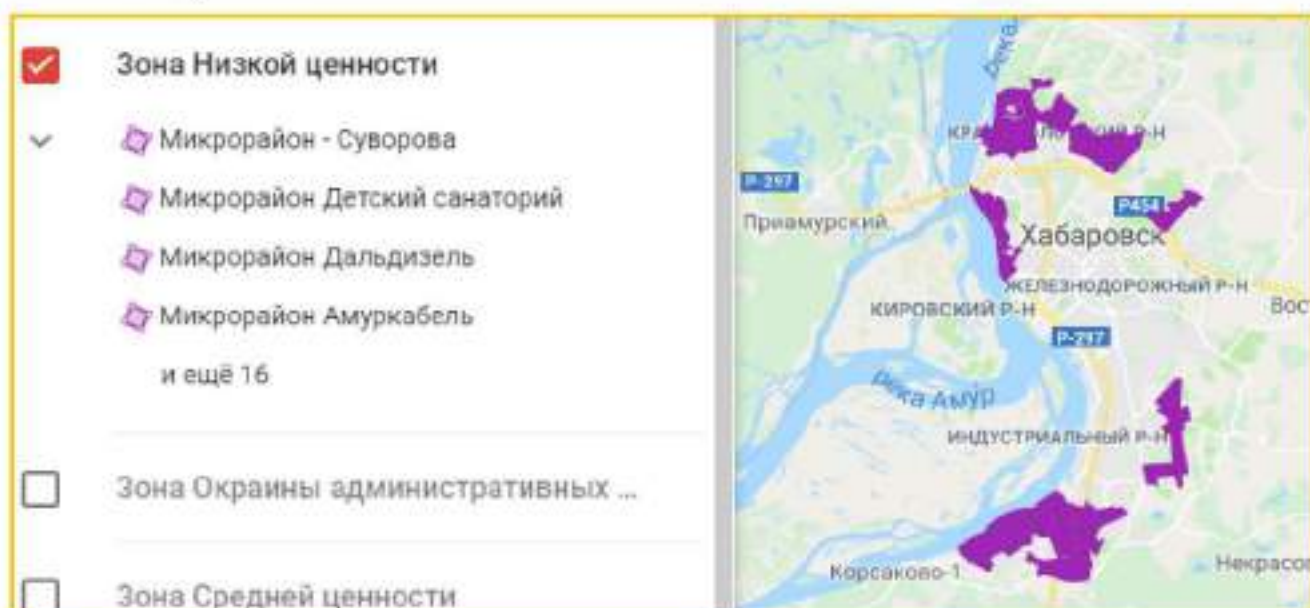 Зона Низкой ценности
Микрорайон - Суворова
Микрорайон Детский санаторий
Микрорайон Дальдизель
Микрорайон Амуркабель
и ещё 16
Зона Окраины административных ...
Зона Средней ценности
река
Р-Н
Р-297
Р454
Приамурский
Хабаровск
ЖЕЛЕЗНОДОРОЖНЫЙ Р-Н
КИРОВСКИЙ Р-Н
Р-297
река Амур
ИНДУСТРИАЛЬНЫЙ Р-Н
Корсаково-1